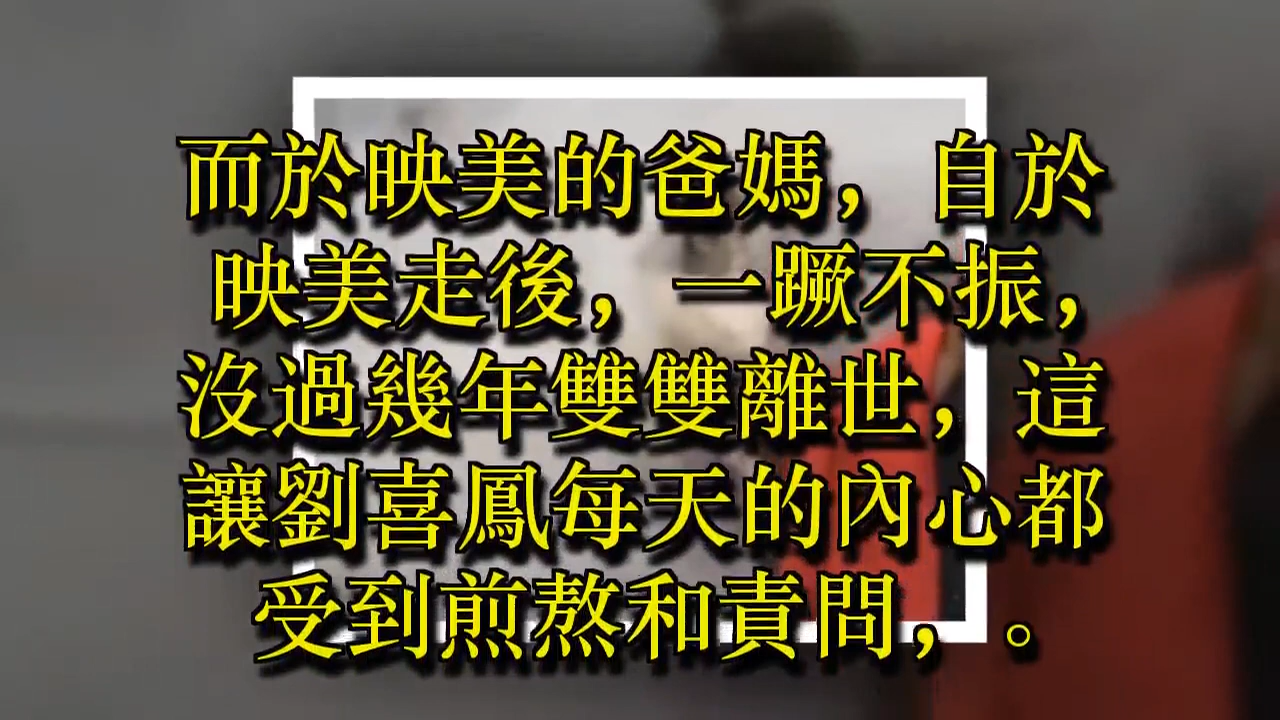 而於映美的爸媽，自於
映美走後，一蹶不振，
沒過幾年雙雙離世，這
讓劉喜鳳每天的內心都
受到煎熬和責問，。